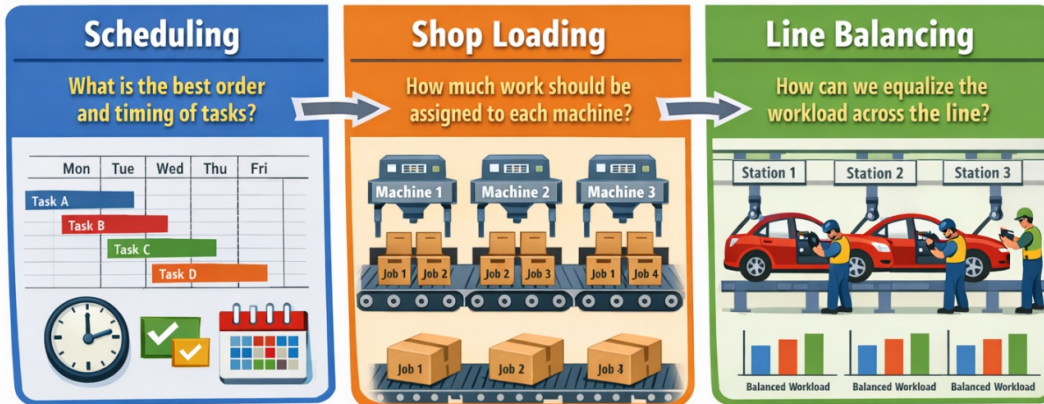 Scheduling
What is the best order
and timing of tasks?
Mon Tue Wed Thu Fri
Task A
Task B
Task C
Task D
Shop Loading
How much work should be
assigned to each machine?
Machine 1 Machine 2 Machine 3
Job 1 Job 2 Job 2 Job 3 Job 1 Job 4
Job 1 Job 2 Job
Line Balancing
How can we equalize the
workload across the line?
Station 1 Station 2 Station 3
Balanced Workload Balanced Workload Balanced Workload